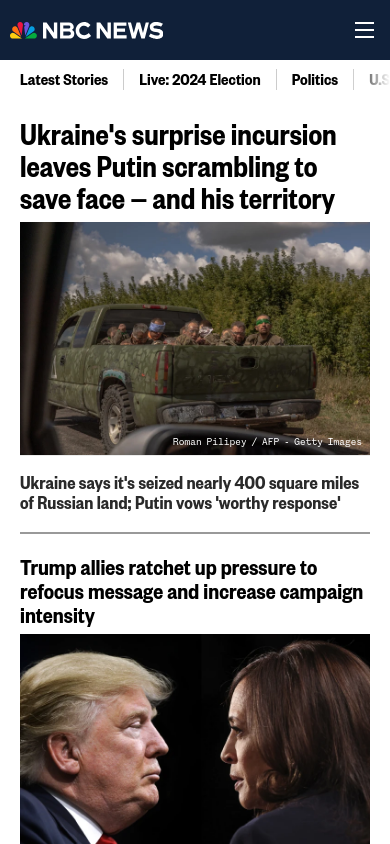 NBC NEWS
Latest Stories
Live: 2024 Election
Politics
U.S
Ukraine's surprise incursion
leaves Putin scrambling to
save face – and his territory
Roman Pilipey / AFP - Getty Images
Ukraine says it's seized nearly 400 square miles
of Russian land; Putin vows 'worthy response'
Trump allies ratchet up pressure to
refocus message and increase campaign
intensity